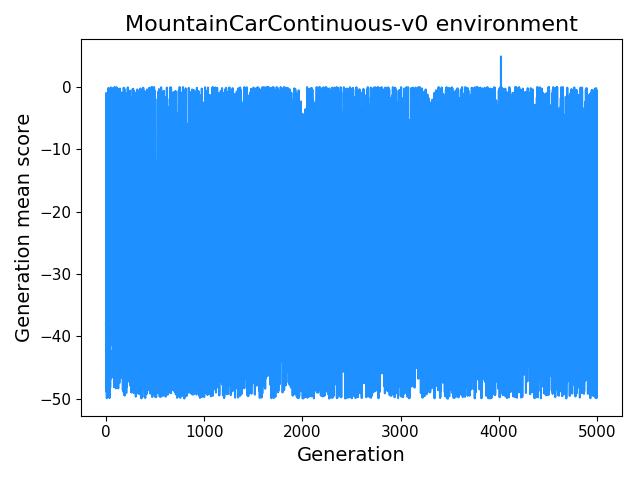 MountainCarContinuous-v0 environment
Generation mean score
0
−10
−20
−30
−40
−50
0 1000 2000 3000 4000 5000
Generation